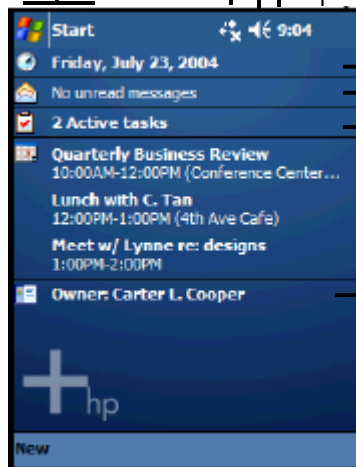 Start 9:04
Friday, July 23, 2004
No unread messages
2 Active tasks
Quarterly Business Review
10:00AM-12:00PM (Conference Center...
Lunch with C. Tan
12:00PM-1:00PM (4th Ave Cafe)
Meet w/ Lynne re: designs
1:00PM-2:00PM
Owner: Carter L. Cooper
hp
New